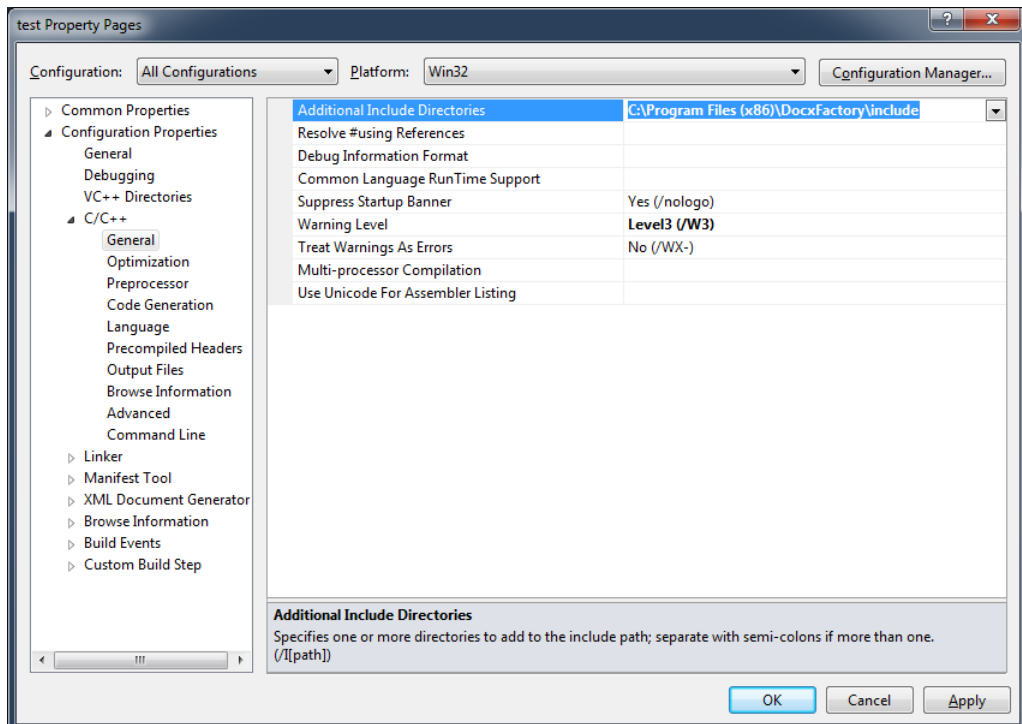 test Property Pages
Configuration: All Configurations Platform: Win32 Configuration Manager...
Common Properties
Configuration Properties
General
Debugging
VC++ Directories
C/C++
General
Optimization
Preprocessor
Code Generation
Language
Precompiled Headers
Output Files
Browse Information
Advanced
Command Line
Linker
Manifest Tool
XML Document Generator
Browse Information
Build Events
Custom Build Step
Additional Include Directories C:\Program Files (x86)\DocxFactory\include
Resolve #using References
Debug Information Format
Common Language RunTime Support
Suppress Startup Banner Yes (/nologo)
Warning Level Level3 (/W3)
Treat Warnings As Errors No (/WX-)
Multi-processor Compilation
Use Unicode For Assembler Listing
Additional Include Directories
Specifies one or more directories to add to the include path; separate with semi-colons if more than one.
(/I[path])
OK Cancel Apply